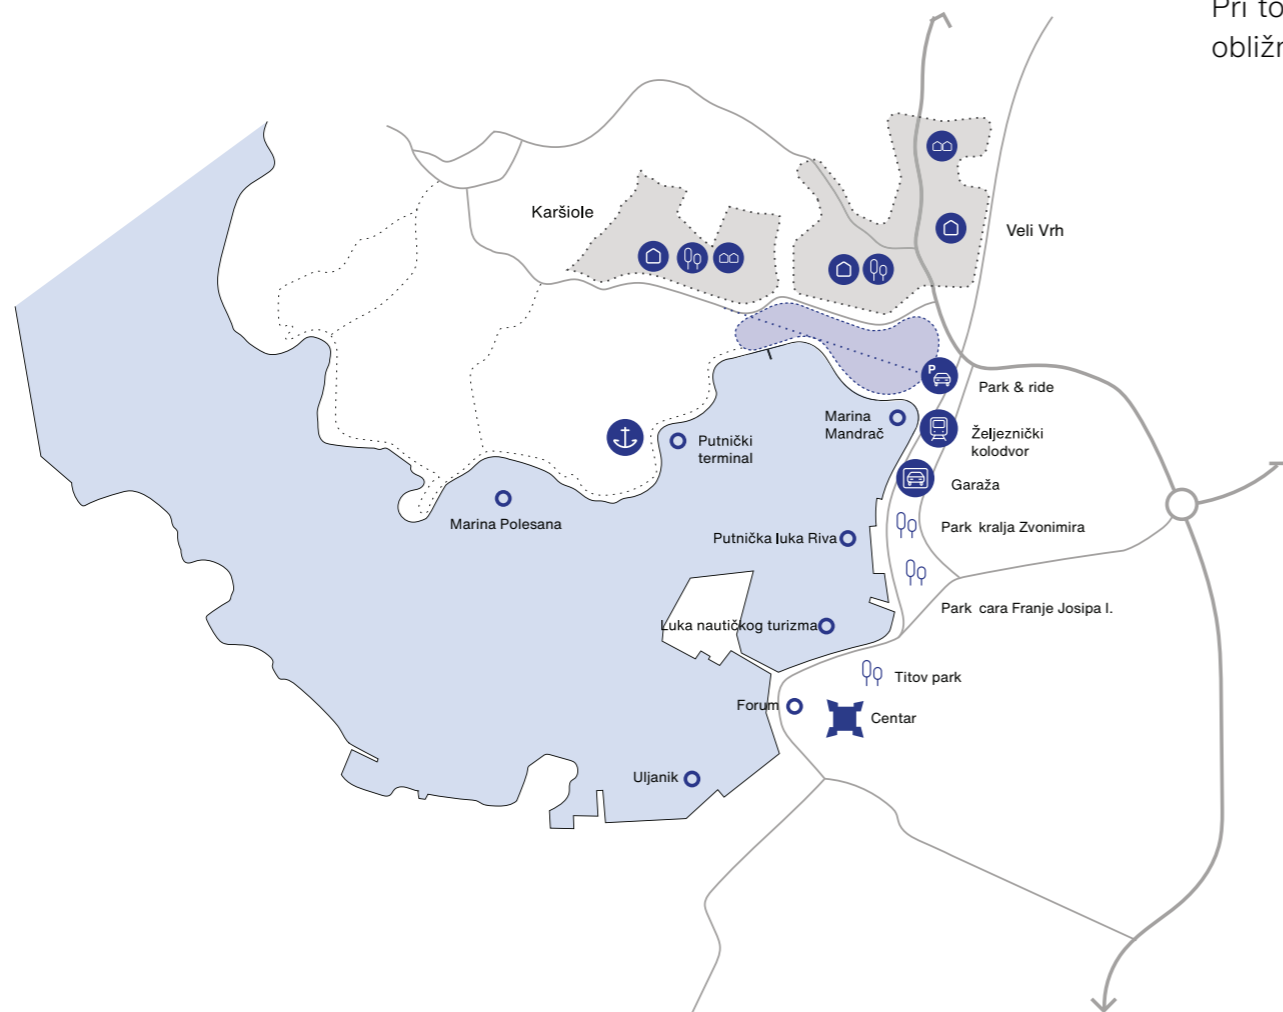 Pri to
obližn
Karšiole
Veli Vrh
P
Park & ride
Marina
Mandrač
Željeznički
kolodvor
Putnički
terminal
Garaža
Marina Polesana
Park kralja Zvonimira
Putnička luka Riva
Park cara Franje Josipa I.
Luka nautičkog turizma
Titov park
Forum
Centar
Uljanik